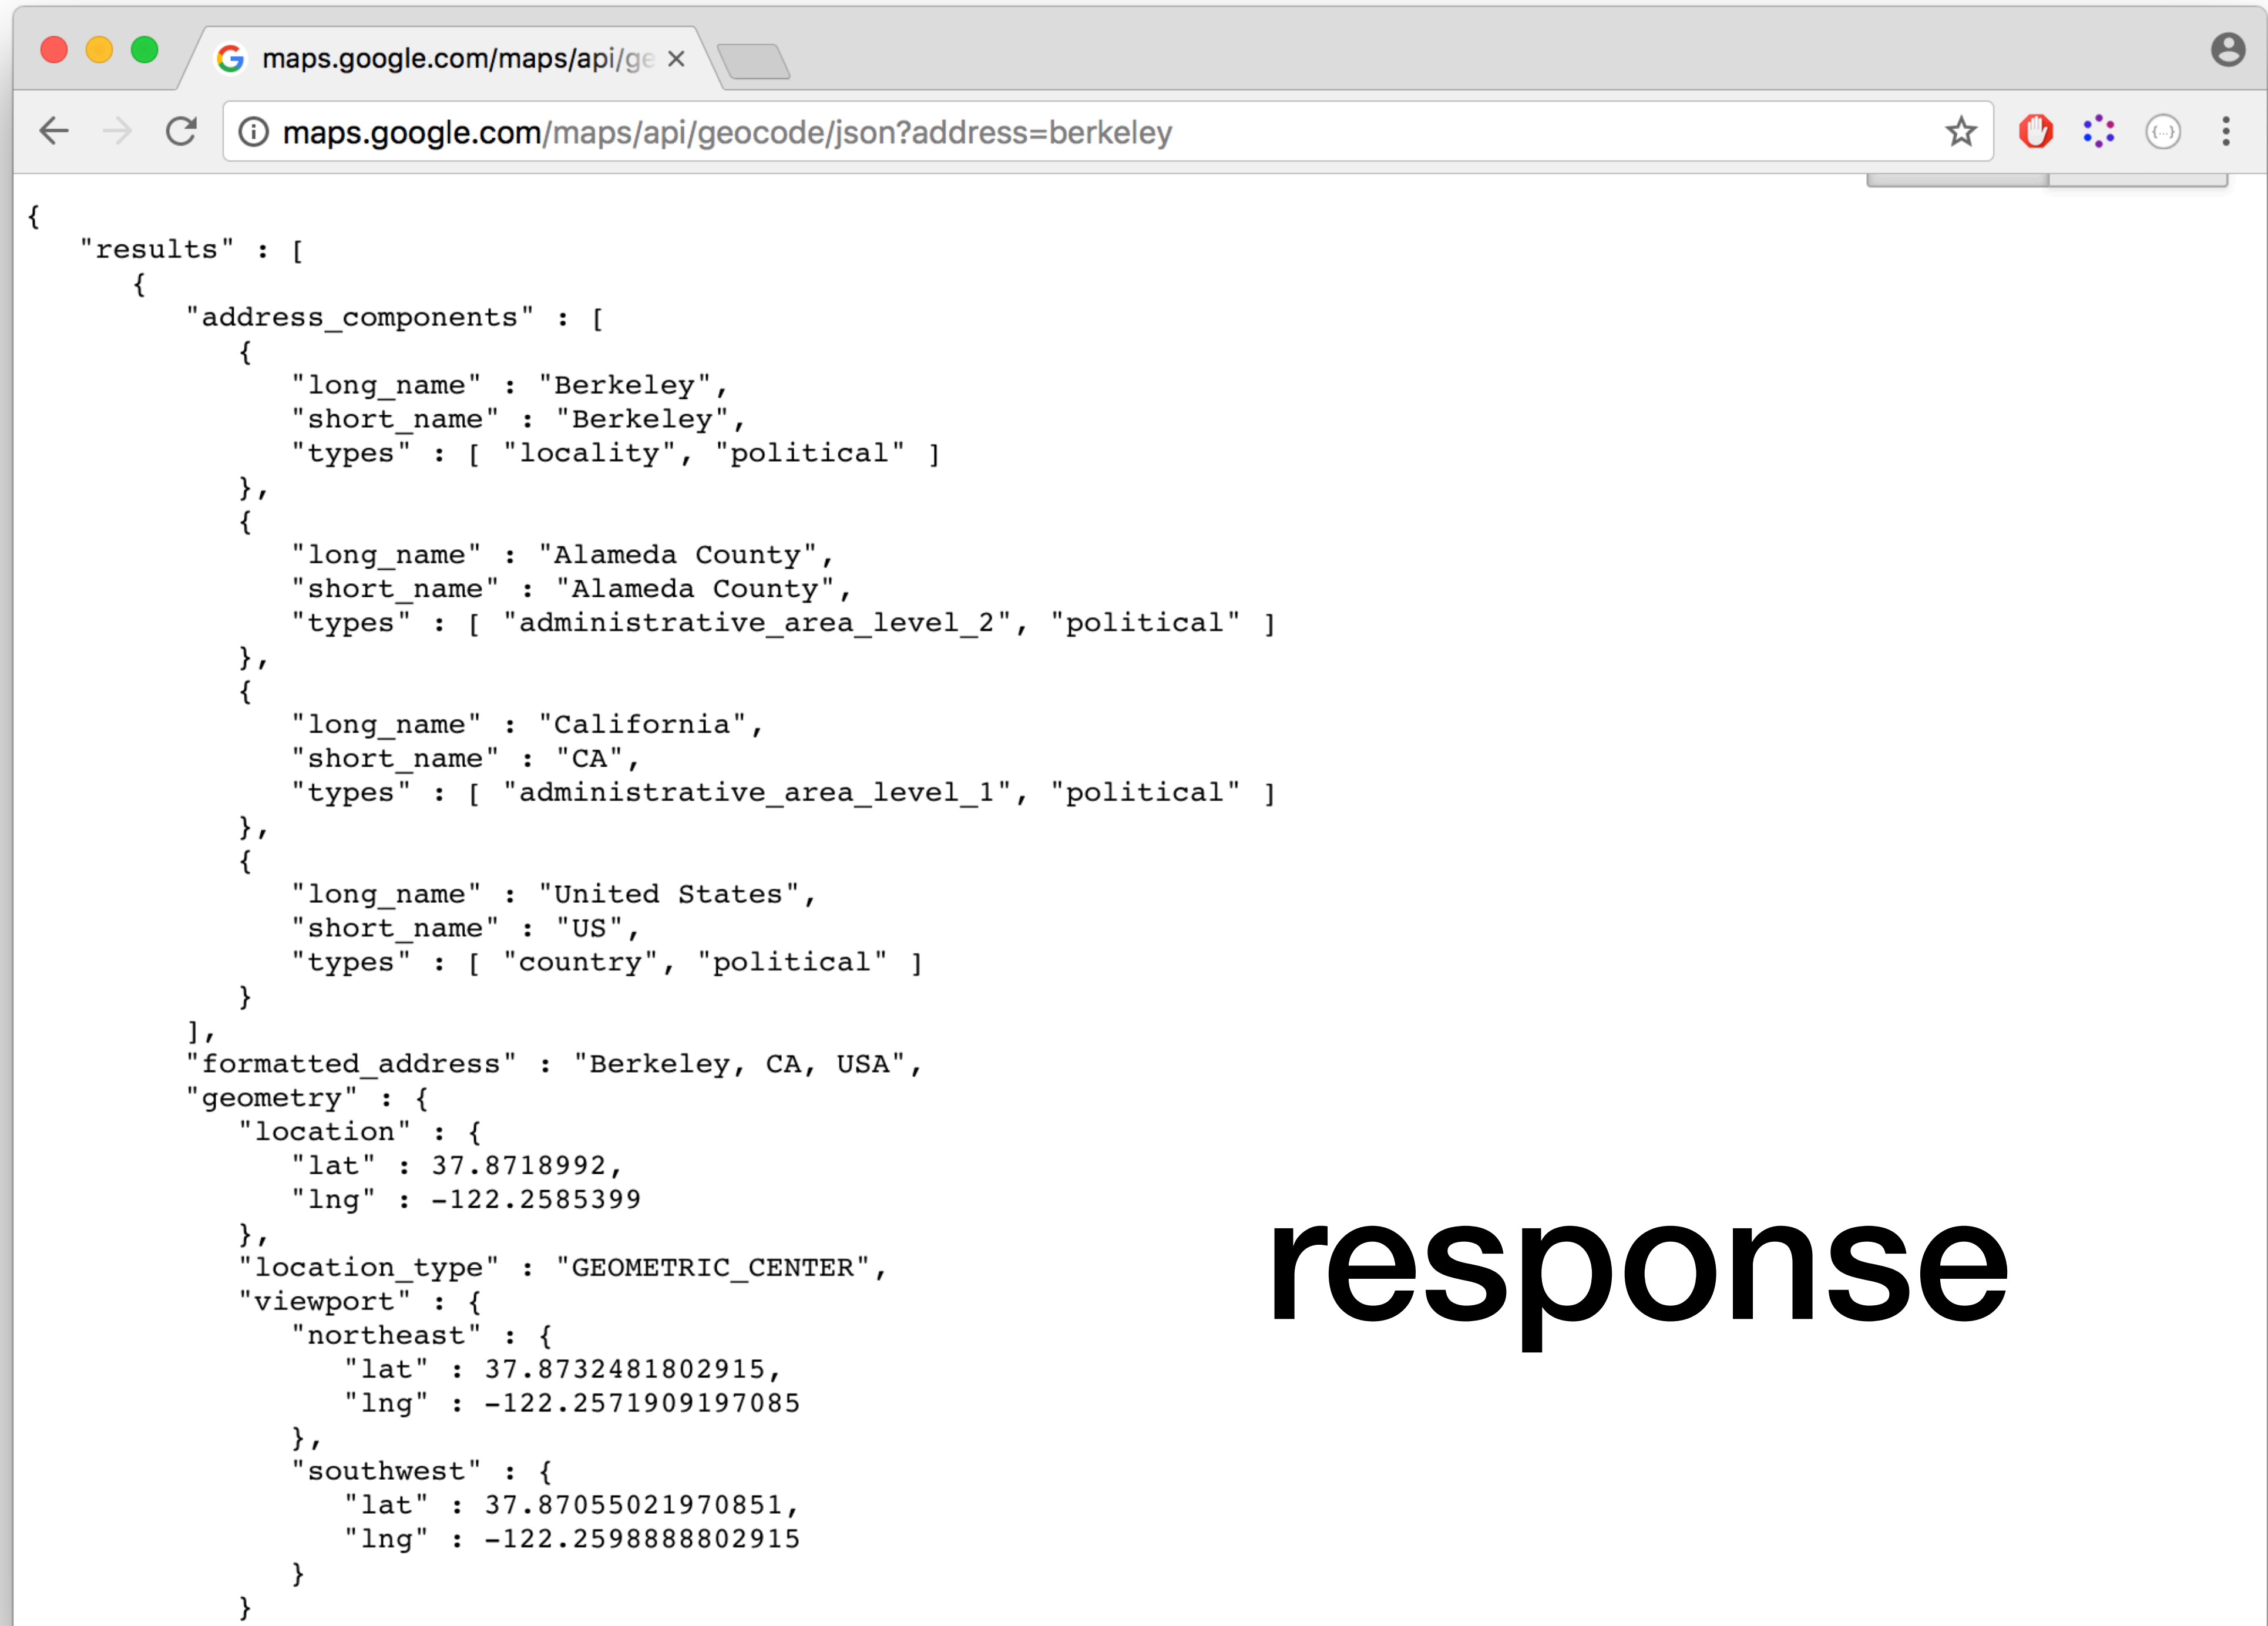 maps.google.com/maps/api/ge
maps.google.com/maps/api/geocode/json?address=berkeley
{
   "results" : [
      {
         "address_components" : [
            {
               "long_name" : "Berkeley",
               "short_name" : "Berkeley",
               "types" : [ "locality", "political" ]
            },
            {
               "long_name" : "Alameda County",
               "short_name" : "Alameda County",
               "types" : [ "administrative_area_level_2", "political" ]
            },
            {
               "long_name" : "California",
               "short_name" : "CA",
               "types" : [ "administrative_area_level_1", "political" ]
            },
            {
               "long_name" : "United States",
               "short_name" : "US",
               "types" : [ "country", "political" ]
            }
         ],
         "formatted_address" : "Berkeley, CA, USA",
         "geometry" : {
            "location" : {
               "lat" : 37.8718992,
               "lng" : -122.2585399
            },
            "location_type" : "GEOMETRIC_CENTER",
            "viewport" : {
               "northeast" : {
                  "lat" : 37.8732481802915,
                  "lng" : -122.2571909197085
               },
               "southwest" : {
                  "lat" : 37.87055021970851,
                  "lng" : -122.2598888802915
               }
            }
response